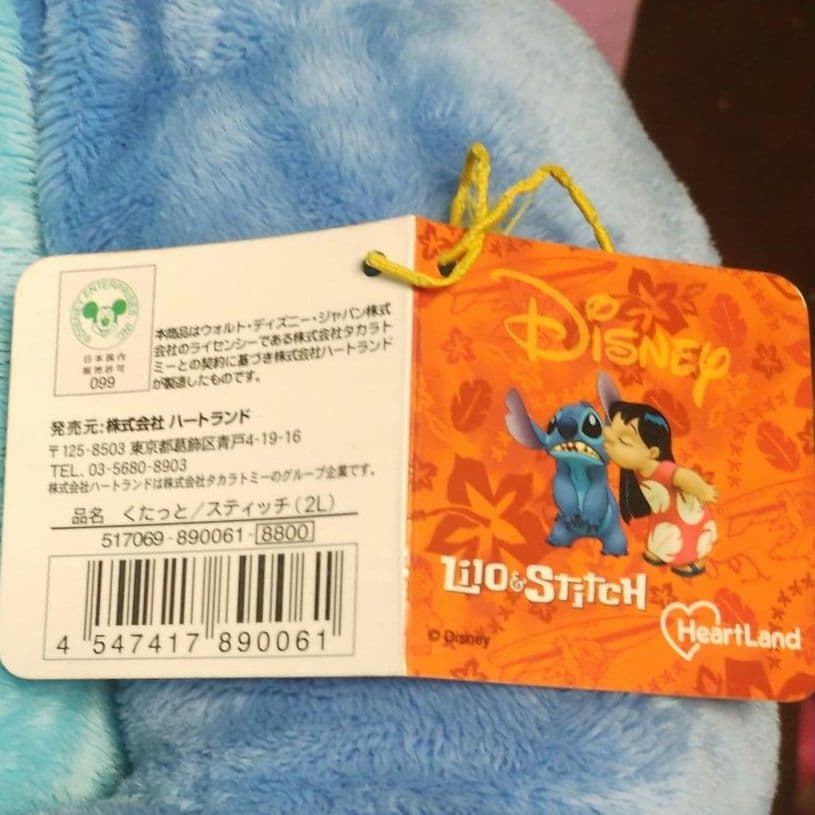 DISNEY ENTERPRISES, INC.
日本国内
販売許可
099
本商品はウォルト・ディズニー・ジャパン株式
会社のライセンシーである株式会社タカラト
ミーとの契約に基づき株式会社ハートランド
が製造したものです。
発売元:株式会社 ハートランド
〒125-8503 東京都葛飾区青戸4-19-16
TEL. 03-5680-8903
株式会社ハートランドは株式会社タカラトミーのグループ企業です。
品名 くたっと/スティッチ(2L)
517069-890061-8800
4 547417 890061
Disney
Lilo & Stitch
© Disney
HeartLand